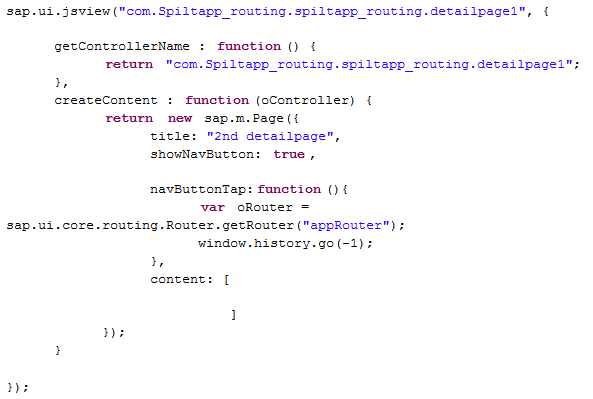 sap.ui.jsview("com.Spiltapp_routing.spiltapp_routing.detailpage1", {
getControllerName : function () {
return "com.Spiltapp_routing.spiltapp_routing.detailpage1";
},
createContent : function (oController) {
return new sap.m.Page({
title: "2nd detailpage",
showNavButton: true ,
navButtonTap: function (){
var oRouter =
sap.ui.core.routing.Router.getRouter("appRouter");
window.history.go(-1);
},
content: [
]
});
}
});